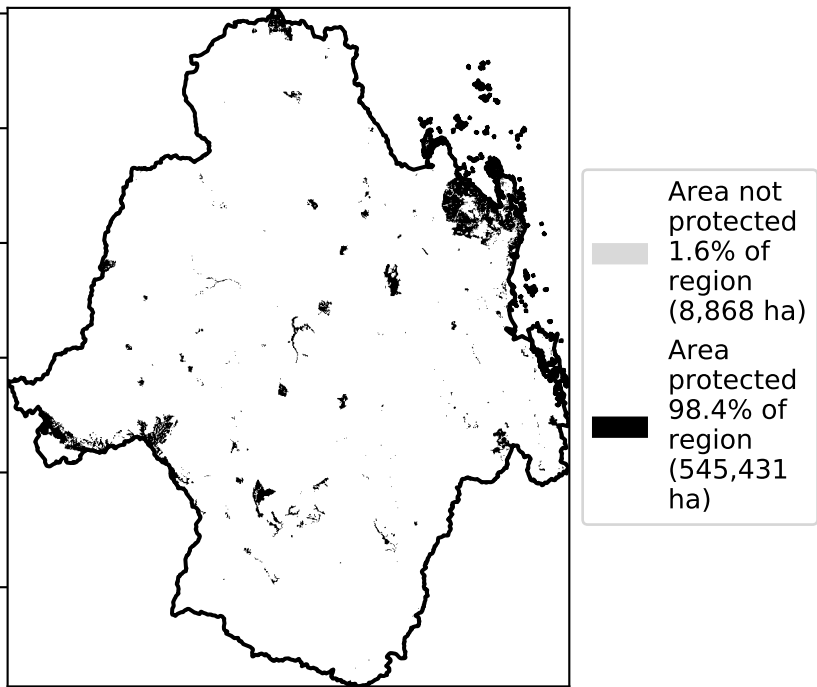 Area not
protected
1.6% of
region
(8,868 ha)
Area
protected
98.4% of
region
(545,431
ha)